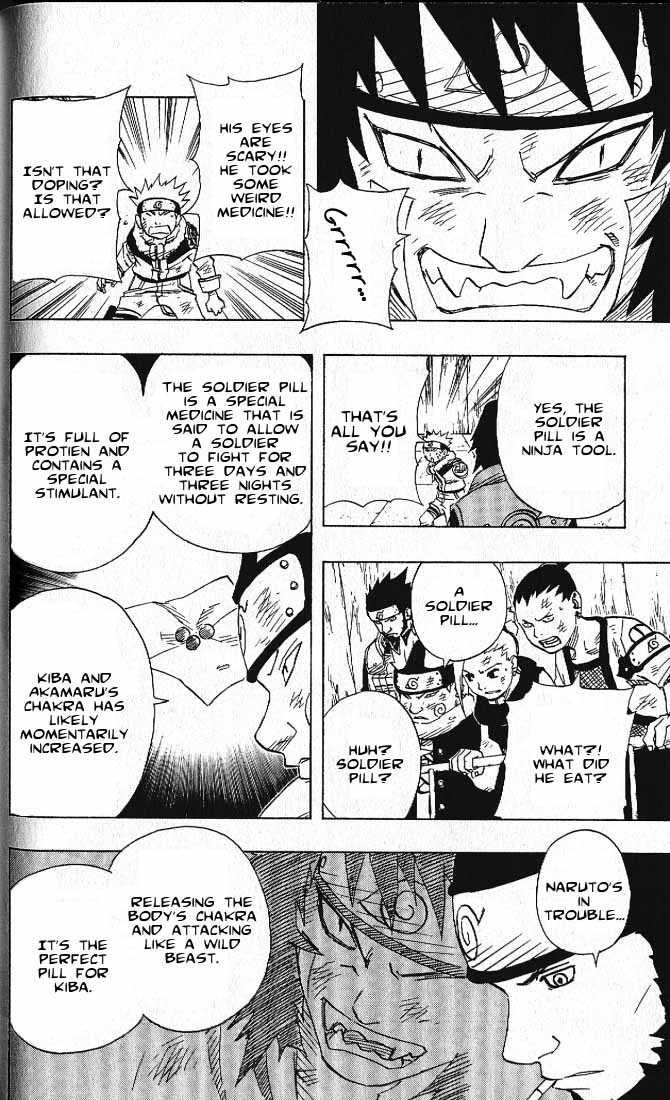 Grrrrr...
HIS EYES
ARE
SCARY!!
HE TOOK
SOME
WEIRD
MEDICINE!!
ISN'T THAT
DOPING?
IS THAT
ALLOWED?
YES, THE
SOLDIER
PILL IS A
NINJA TOOL.
THAT'S
ALL YOU
SAY!!
A
SOLDIER
PILL...
WHAT?!
WHAT DID
HE EAT?
HUH?
SOLDIER
PILL?
THE SOLDIER PILL
IS A SPECIAL
MEDICINE THAT IS
SAID TO ALLOW
A SOLDIER
TO FIGHT FOR
THREE DAYS AND
THREE NIGHTS
WITHOUT RESTING.
IT'S FULL OF
PROTIEN AND
CONTAINS A
SPECIAL
STIMULANT.
KIBA AND
AKAMARU'S
CHAKRA HAS
LIKELY
MOMENTARILY
INCREASED.
NARUTO'S
IN
TROUBLE...
RELEASING THE
BODY'S CHAKRA
AND ATTACKING
LIKE A WILD
BEAST.
IT'S THE
PERFECT
PILL FOR
KIBA.